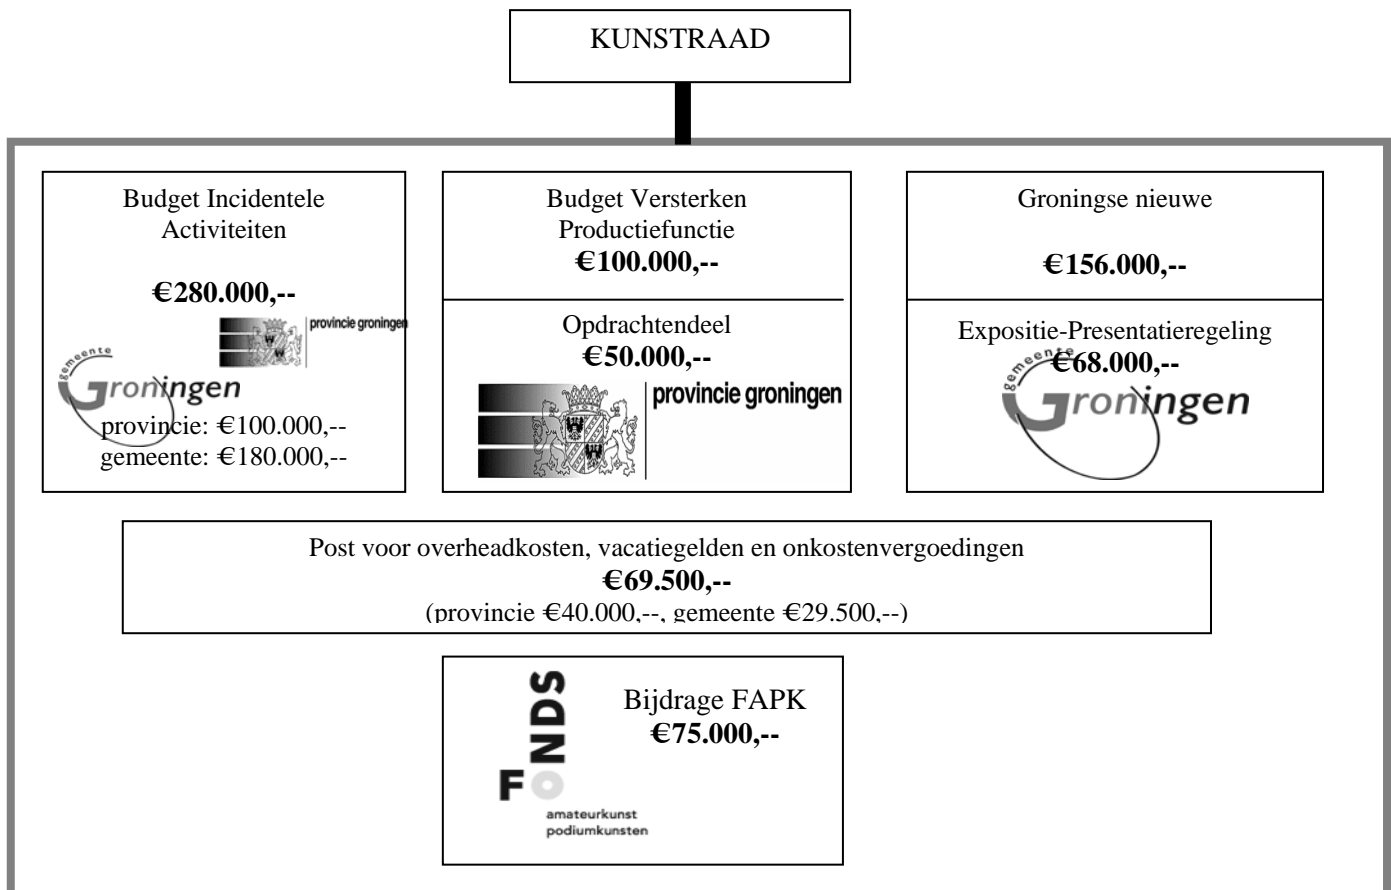 KUNSTRAAD
Budget Incidentele
Activiteiten
€280.000,--
provincie groningen
gemeente
Groningen
provincie: €100.000,--
gemeente: €180.000,--
Budget Versterken
Productiefunctie
€100.000,--
Opdrachtendeel
€50.000,--
provincie groningen
Groningse nieuwe
€156.000,--
Expositie-Presentatieregeling
€68.000,--
gemeente
Groningen
Post voor overheadkosten, vacatiegelden en onkostenvergoedingen
€69.500,--
(provincie €40.000,--, gemeente €29.500,--)
FONDS
amateurkunst
podiumkunsten
Bijdrage FAPK
€75.000,--